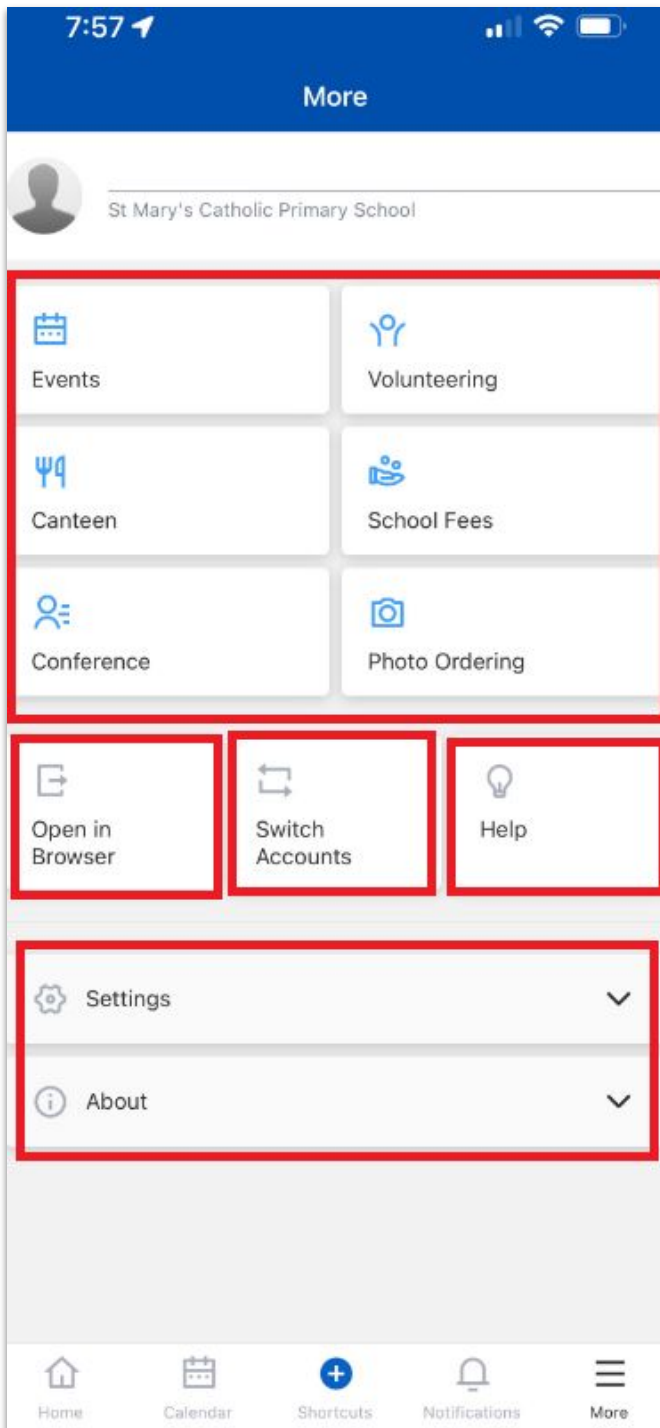 7:57
More
St Mary's Catholic Primary School
Events
Volunteering
Canteen
School Fees
Conference
Photo Ordering
Open in
Browser
Switch
Accounts
Help
Settings
About
Home
Calendar
Shortcuts
Notifications
More